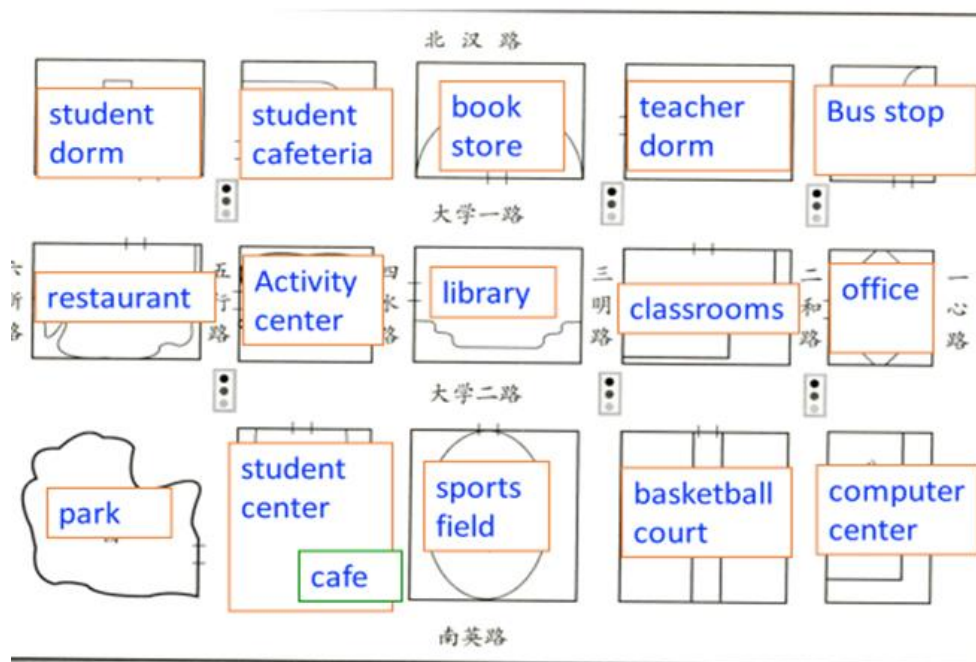 北汉路
student
dorm
student
cafeteria
book
store
teacher
dorm
Bus stop
大学一路
restaurant
五行路
Activity
center
四水路
library
三明路
classrooms
二和路
office
一心路
大学二路
park
student
center
cafe
sports
field
basketball
court
computer
center
南英路